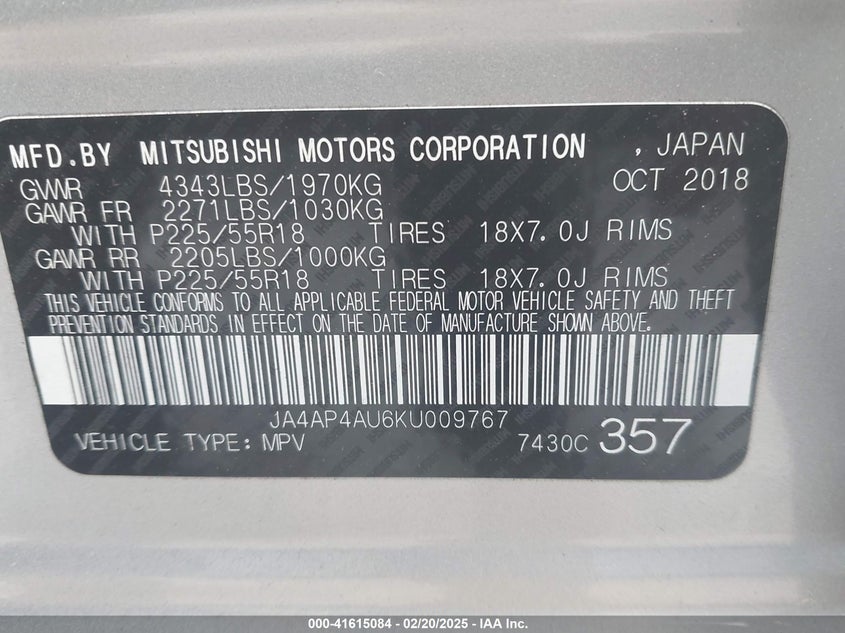 MFD.BY MITSUBISHI MOTORS CORPORATION , JAPAN
GVWR 4343LBS/1970KG OCT 2018
GAWR FR 2271LBS/1030KG
WITH P225/55R18 TIRES 18X7.0J RIMS
GAWR RR 2205LBS/1000KG
WITH P225/55R18 TIRES 18X7.0J RIMS
THIS VEHICLE CONFORMS TO ALL APPLICABLE FEDERAL MOTOR VEHICLE SAFETY AND THEFT
PREVENTION STANDARDS IN EFFECT ON THE DATE OF MANUFACTURE SHOWN ABOVE.
JA4AP4AU6KU009767
VEHICLE TYPE: MPV 7430C 357
000-41615084 - 02/20/2025 - IAA Inc.